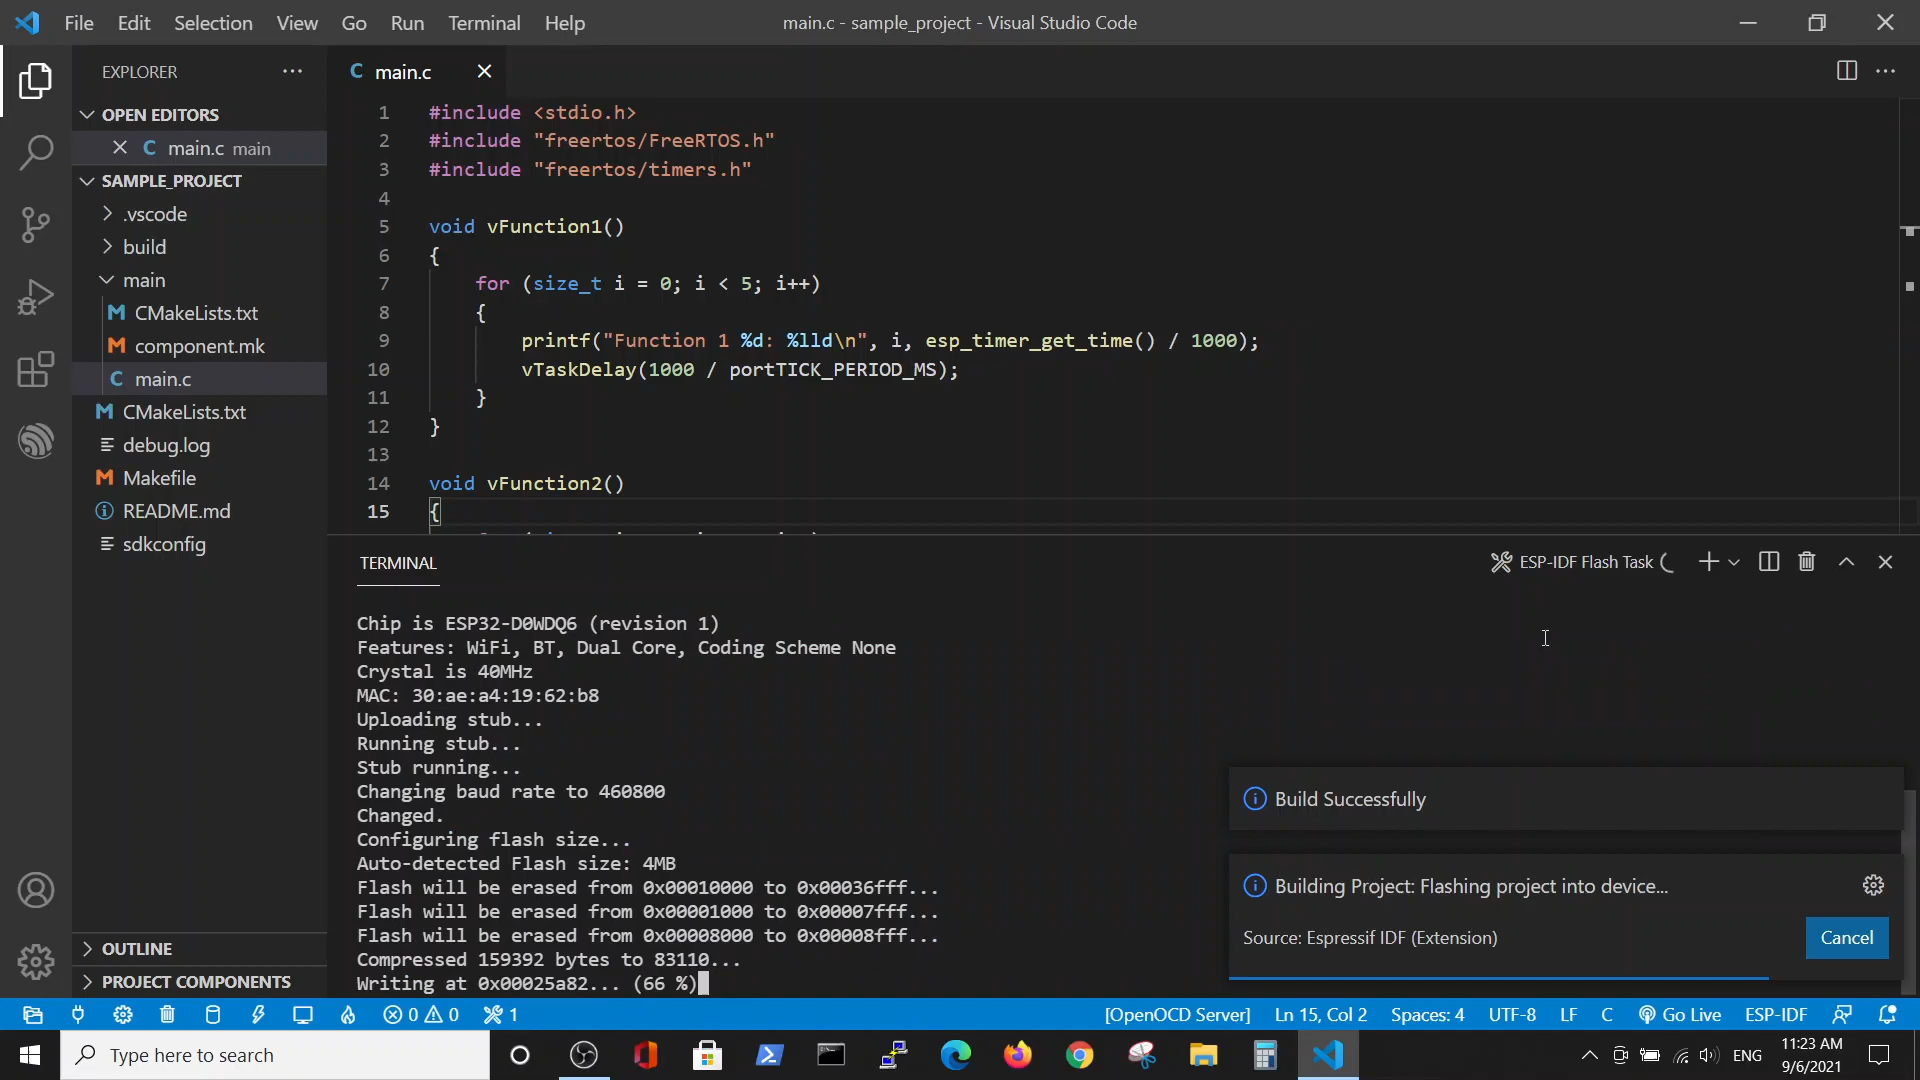 File Edit Selection View Go Run Terminal Help
main.c - sample_project - Visual Studio Code
EXPLORER
OPEN EDITORS
C main.c main
SAMPLE_PROJECT
.vscode
build
main
M CMakeLists.txt
M component.mk
C main.c
M CMakeLists.txt
debug.log
M Makefile
README.md
sdkconfig
OUTLINE
PROJECT COMPONENTS
C main.c
1 #include <stdio.h>
2 #include "freertos/FreeRTOS.h"
3 #include "freertos/timers.h"
4
5 void vFunction1()
6 {
7 for (size_t i = 0; i < 5; i++)
8 {
9 printf("Function 1 %d: %lld\n", i, esp_timer_get_time() / 1000);
10 vTaskDelay(1000 / portTICK_PERIOD_MS);
11 }
12 }
13
14 void vFunction2()
15 {
TERMINAL
ESP-IDF Flash Task
Chip is ESP32-D0WDQ6 (revision 1)
Features: WiFi, BT, Dual Core, Coding Scheme None
Crystal is 40MHz
MAC: 30:ae:a4:19:62:b8
Uploading stub...
Running stub...
Stub running...
Changing baud rate to 460800
Changed.
Configuring flash size...
Auto-detected Flash size: 4MB
Flash will be erased from 0x00010000 to 0x00036fff...
Flash will be erased from 0x00001000 to 0x00007fff...
Flash will be erased from 0x00008000 to 0x00008fff...
Compressed 159392 bytes to 83110...
Writing at 0x00025a82... (66 %)
Build Successfully
Building Project: Flashing project into device...
Source: Espressif IDF (Extension)
Cancel
0 0 1
[OpenOCD Server] Ln 15, Col 2 Spaces: 4 UTF-8 LF C Go Live ESP-IDF
Type here to search
ENG
11:23 AM
9/6/2021